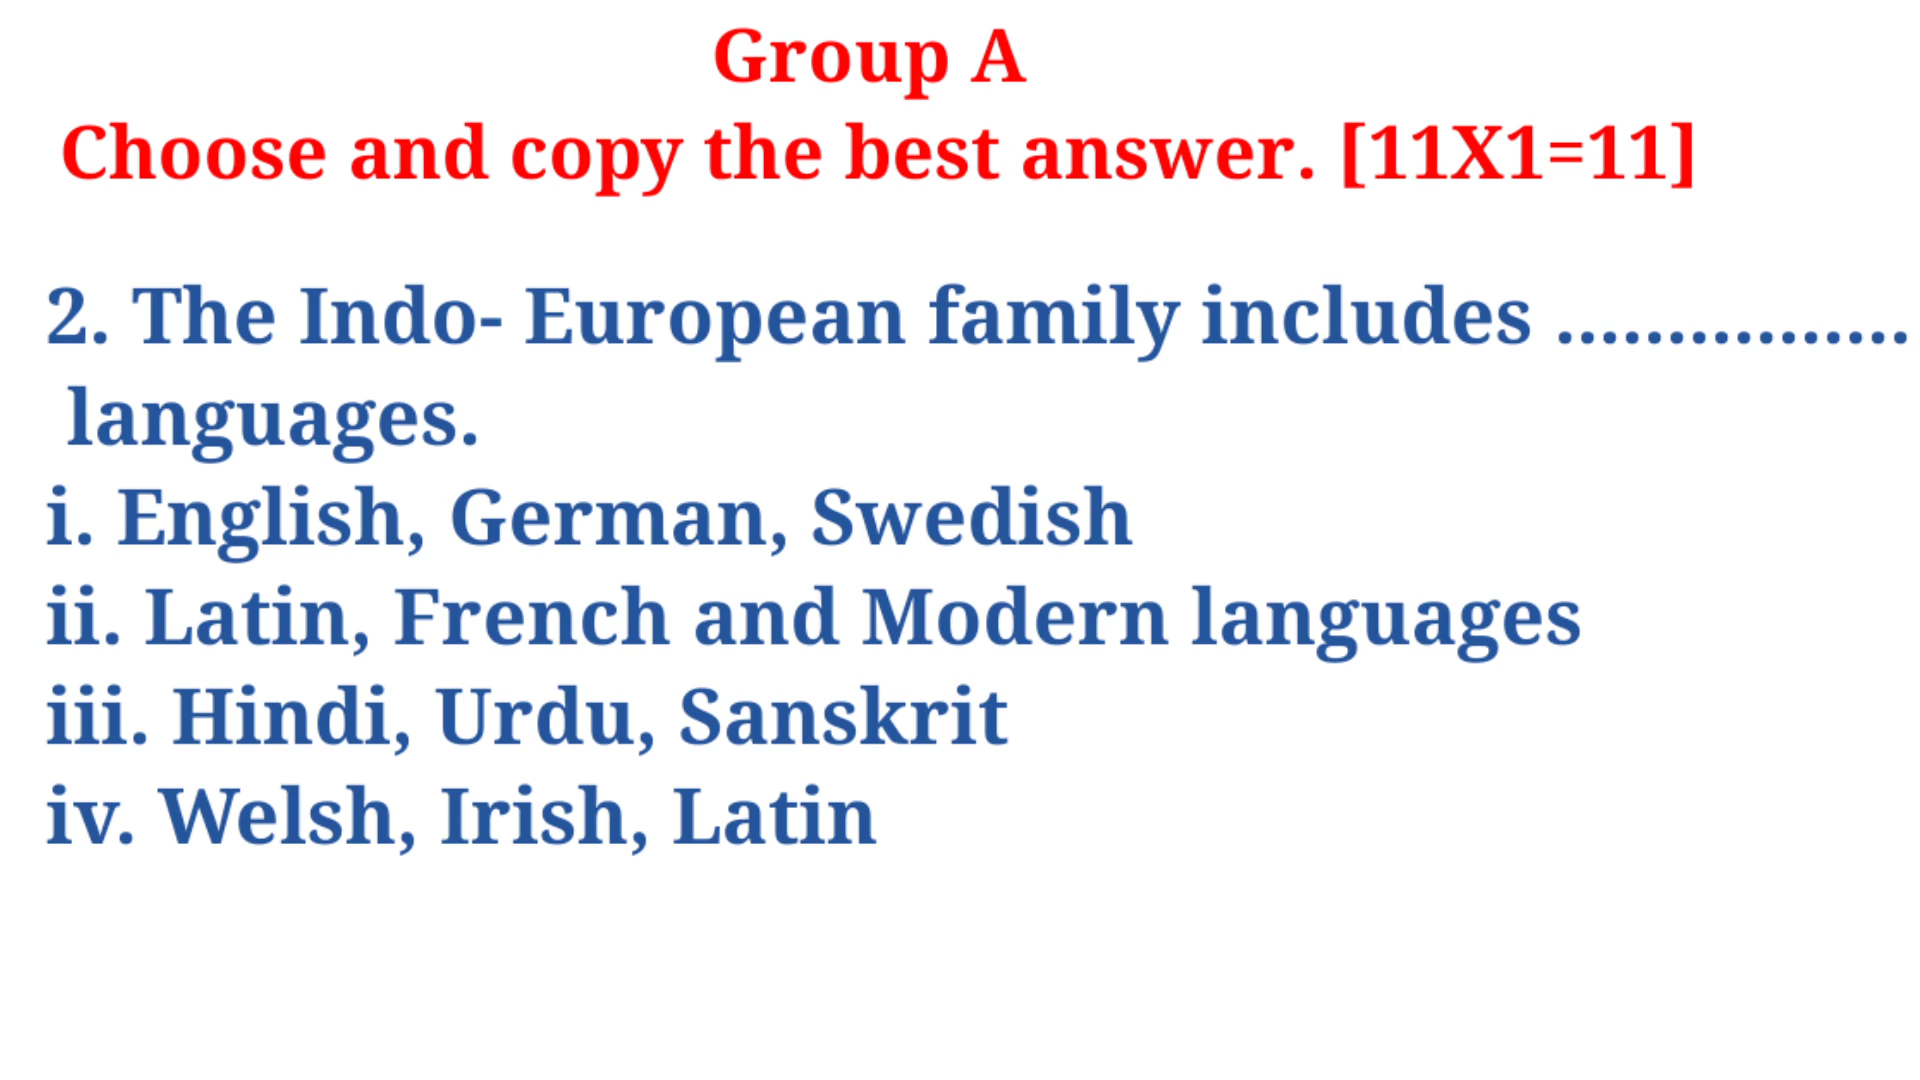 Group A
Choose and copy the best answer. [11X1=11]
2. The Indo- European family includes ................
languages.
i. English, German, Swedish
ii. Latin, French and Modern languages
iii. Hindi, Urdu, Sanskrit
iv. Welsh, Irish, Latin